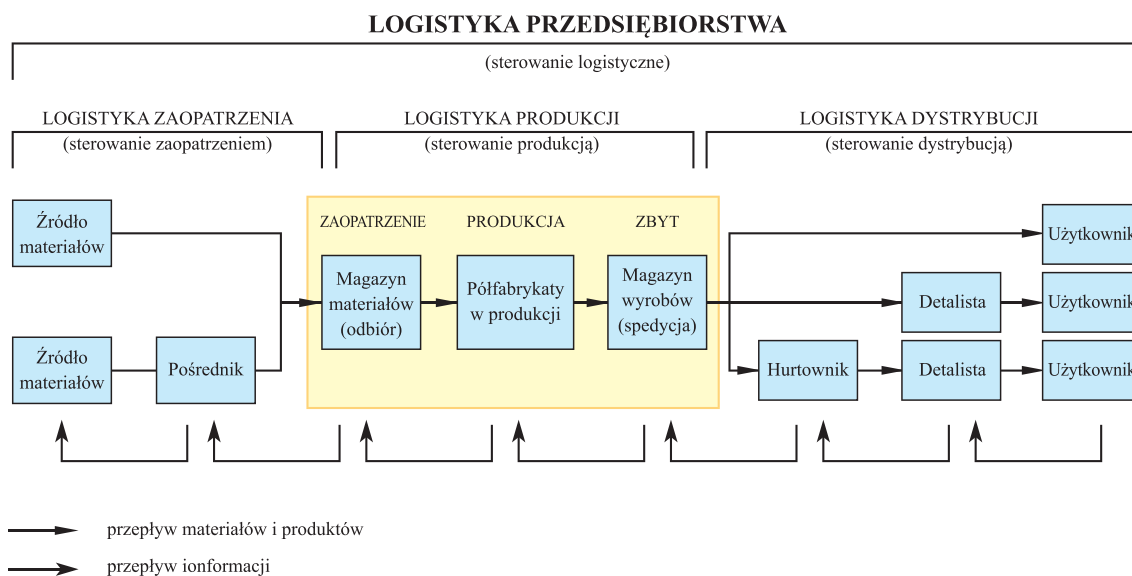 LOGISTYKA PRZEDSIĘBIORSTWA
(sterowanie logistyczne)
LOGISTYKA ZAOPATRZENIA
(sterowanie zaopatrzeniem)
LOGISTYKA PRODUKCJI
(sterowanie produkcją)
LOGISTYKA DYSTRYBUCJI
(sterowanie dystrybucją)
Źródło
materiałów
ZAOPATRZENIE
PRODUKCJA
ZBYT
Użytkownik
Magazyn
materiałów
(odbiór)
Półfabrykaty
w produkcji
Magazyn
wyrobów
(spedycja)
Detalista
Użytkownik
Źródło
materiałów
Pośrednik
Hurtownik
Detalista
Użytkownik
przepływ materiałów i produktów
przepływ ionformacji